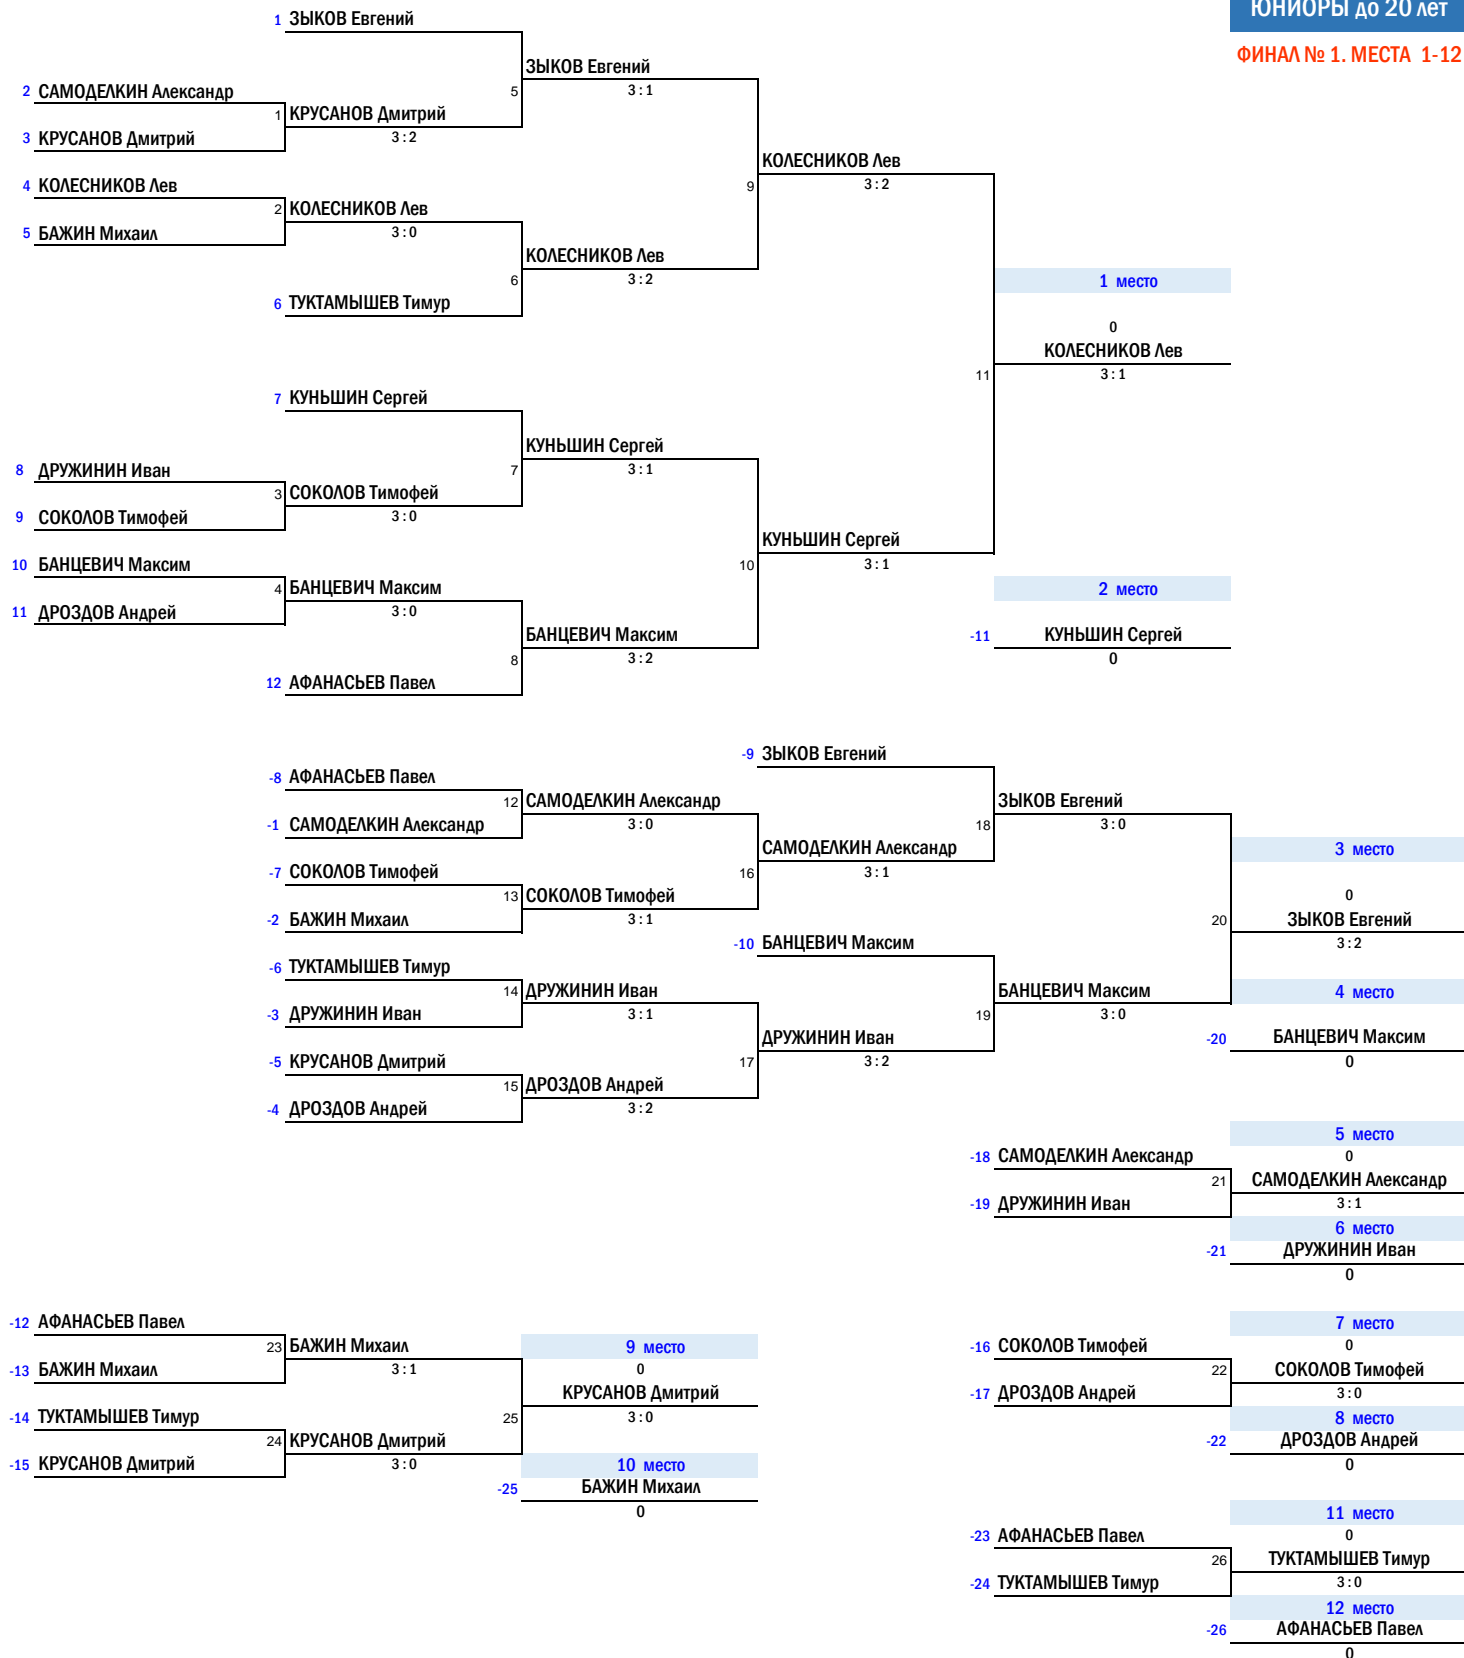 ЮНИОРЫ до 20 лет
1 ЗЫКОВ Евгений
ФИНАЛ № 1. МЕСТА 1-12
ЗЫКОВ Евгений
2 САМОДЕЛКИН Александр 5 3 : 1
1 КРУСАНОВ Дмитрий
3 КРУСАНОВ Дмитрий 3 : 2
КОЛЕСНИКОВ Лев
4 КОЛЕСНИКОВ Лев 9 3 : 2
2 КОЛЕСНИКОВ Лев
5 БАЖИН Михаил 3 : 0
КОЛЕСНИКОВ Лев
6 3 : 2 1 место
6 ТУКТАМЫШЕВ Тимур
0
КОЛЕСНИКОВ Лев
11 3 : 1
7 КУНЬШИН Сергей
КУНЬШИН Сергей
8 ДРУЖИНИН Иван 7 3 : 1
3 СОКОЛОВ Тимофей
9 СОКОЛОВ Тимофей 3 : 0
КУНЬШИН Сергей
10 БАНЦЕВИЧ Максим 10 3 : 1
4 БАНЦЕВИЧ Максим 2 место
11 ДРОЗДОВ Андрей 3 : 0
БАНЦЕВИЧ Максим -11 КУНЬШИН Сергей
8 3 : 2 0
12 АФАНАСЬЕВ Павел
-9 ЗЫКОВ Евгений
-8 АФАНАСЬЕВ Павел
12 САМОДЕЛКИН Александр ЗЫКОВ Евгений
-1 САМОДЕЛКИН Александр 3 : 0 18 3 : 0
САМОДЕЛКИН Александр 3 место
-7 СОКОЛОВ Тимофей 16 3 : 1
13 СОКОЛОВ Тимофей 0
-2 БАЖИН Михаил 3 : 1 20 ЗЫКОВ Евгений
-10 БАНЦЕВИЧ Максим 3 : 2
-6 ТУКТАМЫШЕВ Тимур
14 ДРУЖИНИН Иван БАНЦЕВИЧ Максим 4 место
-3 ДРУЖИНИН Иван 3 : 1 19 3 : 0
ДРУЖИНИН Иван -20 БАНЦЕВИЧ Максим
-5 КРУСАНОВ Дмитрий 17 3 : 2 0
15 ДРОЗДОВ Андрей
-4 ДРОЗДОВ Андрей 3 : 2
5 место
-18 САМОДЕЛКИН Александр 0
21 САМОДЕЛКИН Александр
-19 ДРУЖИНИН Иван 3 : 1
6 место
-21 ДРУЖИНИН Иван
0
-12 АФАНАСЬЕВ Павел 7 место
23 БАЖИН Михаил 9 место -16 СОКОЛОВ Тимофей 0
-13 БАЖИН Михаил 3 : 1 0 22 СОКОЛОВ Тимофей
КРУСАНОВ Дмитрий -17 ДРОЗДОВ Андрей 3 : 0
-14 ТУКТАМЫШЕВ Тимур 25 3 : 0 8 место
24 КРУСАНОВ Дмитрий -22 ДРОЗДОВ Андрей
-15 КРУСАНОВ Дмитрий 3 : 0 10 место 0
-25 БАЖИН Михаил
0 11 место
-23 АФАНАСЬЕВ Павел 0
26 ТУКТАМЫШЕВ Тимур
-24 ТУКТАМЫШЕВ Тимур 3 : 0
12 место
-26 АФАНАСЬЕВ Павел
0